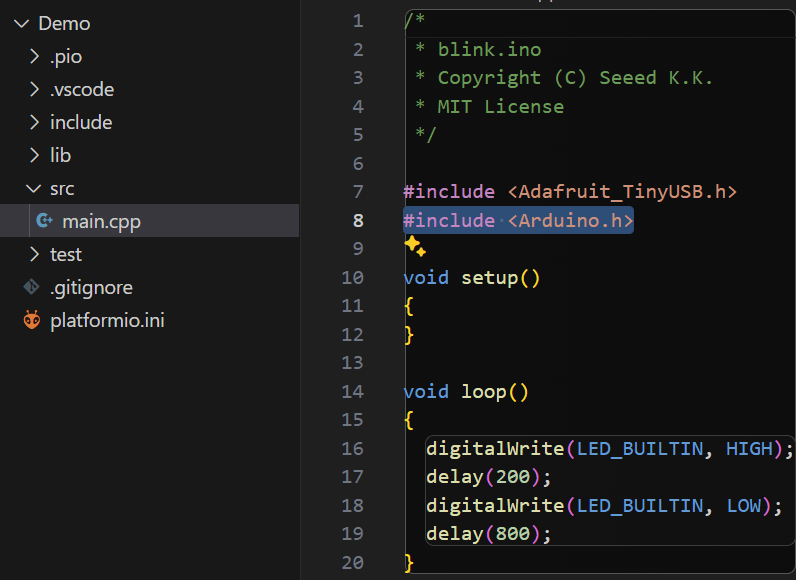 Demo
.pio
.vscode
include
lib
src
main.cpp
test
.gitignore
platformio.ini
1 /*
2  * blink.ino
3  * Copyright (C) Seeed K.K.
4  * MIT License
5  */
6
7 #include <Adafruit_TinyUSB.h>
8 #include <Arduino.h>
9
10 void setup()
11 {
12 }
13
14 void loop()
15 {
16   digitalWrite(LED_BUILTIN, HIGH);
17   delay(200);
18   digitalWrite(LED_BUILTIN, LOW);
19   delay(800);
20 }